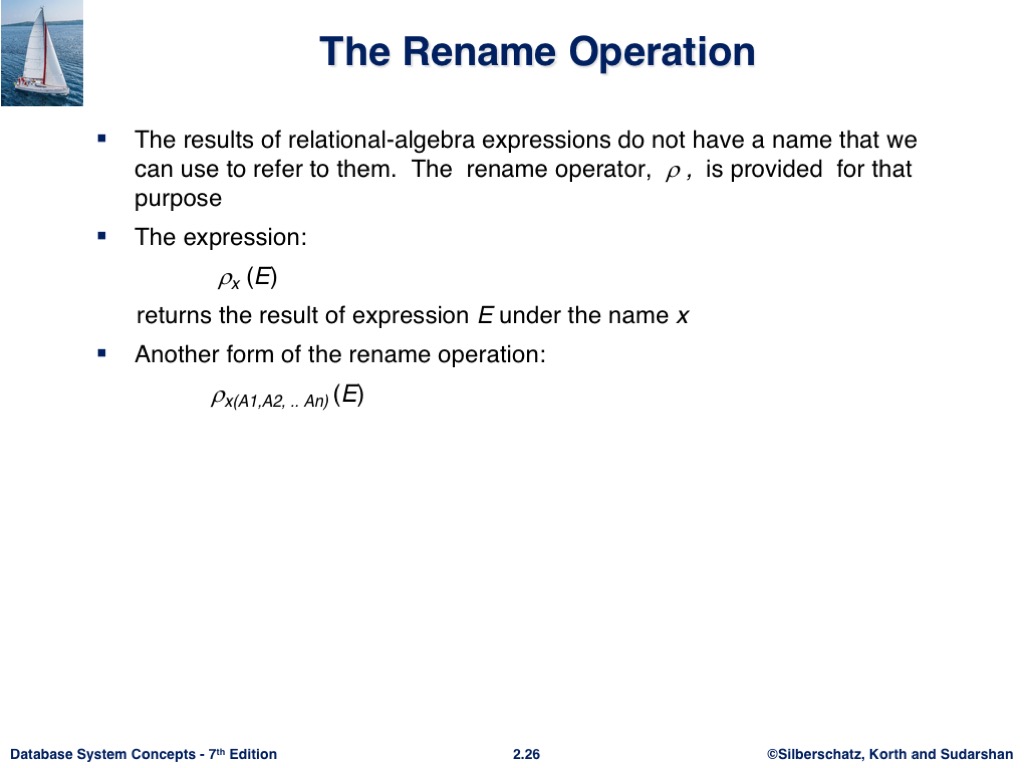 The Rename Operation
▪ The results of relational-algebra expressions do not have a name that we
can use to refer to them.  The  rename operator,  ρ ,  is provided  for that
purpose
▪ The expression:
ρx (E)
returns the result of expression E under the name x
▪ Another form of the rename operation:
ρx(A1,A2, .. An) (E)
Database System Concepts - 7th Edition
2.26
©Silberschatz, Korth and Sudarshan